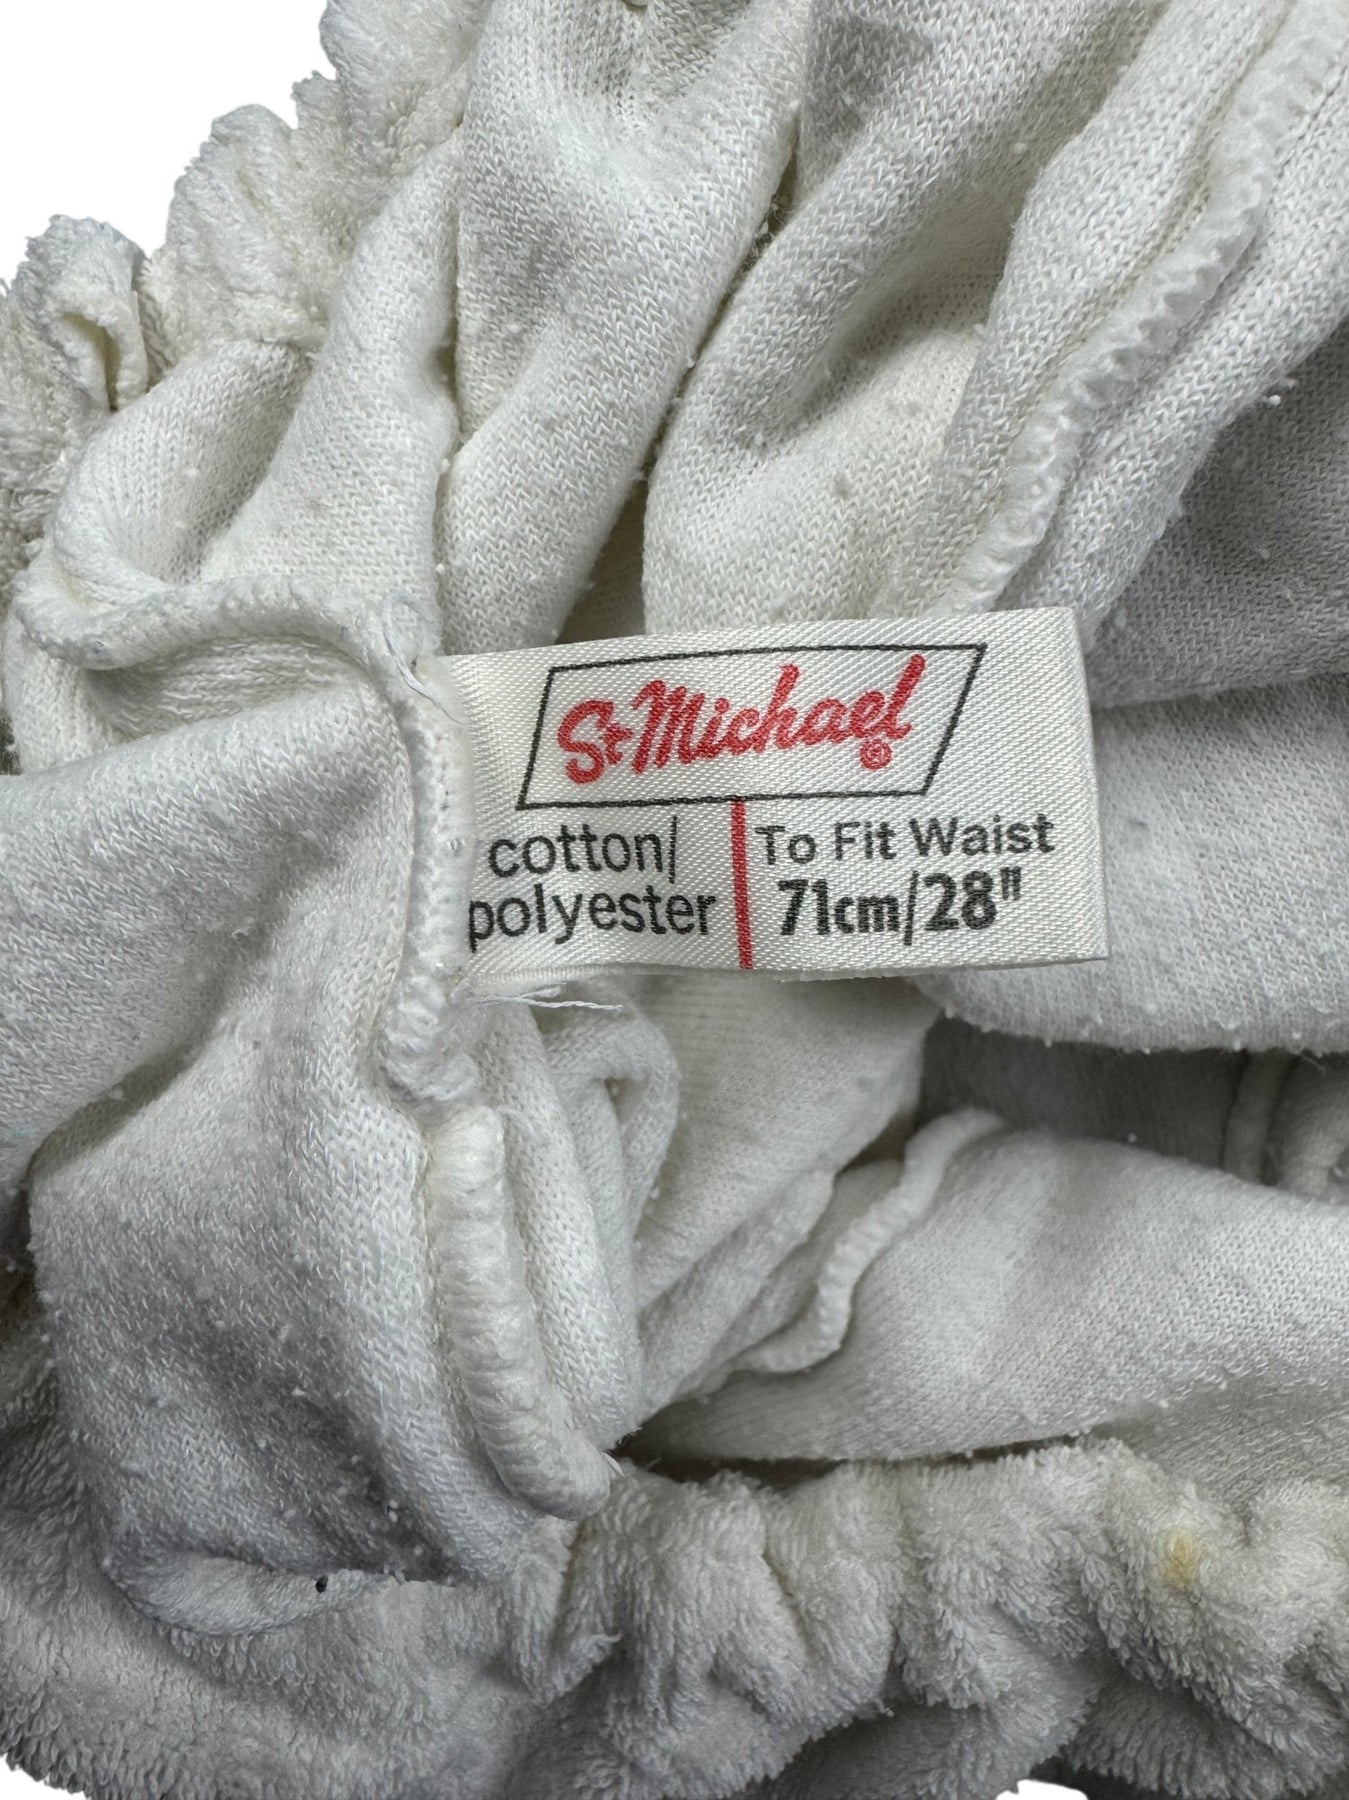 St Michael®
cotton/
polyester
To Fit Waist
71cm/28"